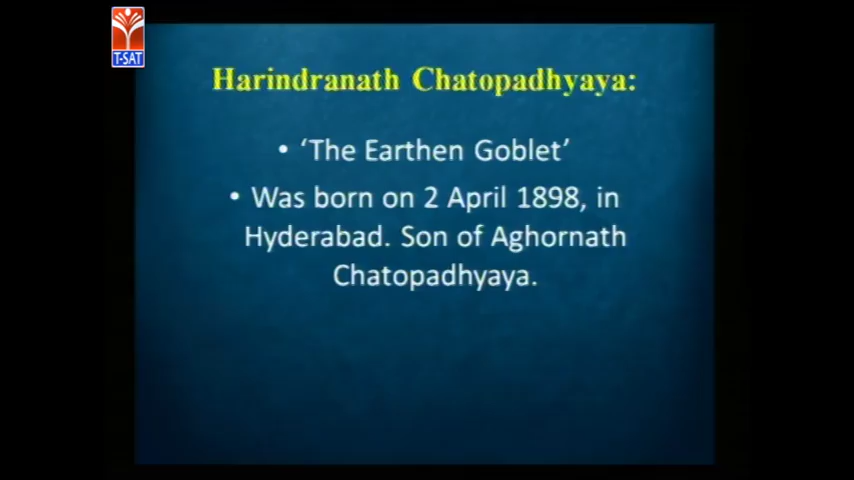 T-SAT
Harindranath Chatopadhyaya:
• ‘The Earthen Goblet’
• Was born on 2 April 1898, in
Hyderabad. Son of Aghornath
Chatopadhyaya.